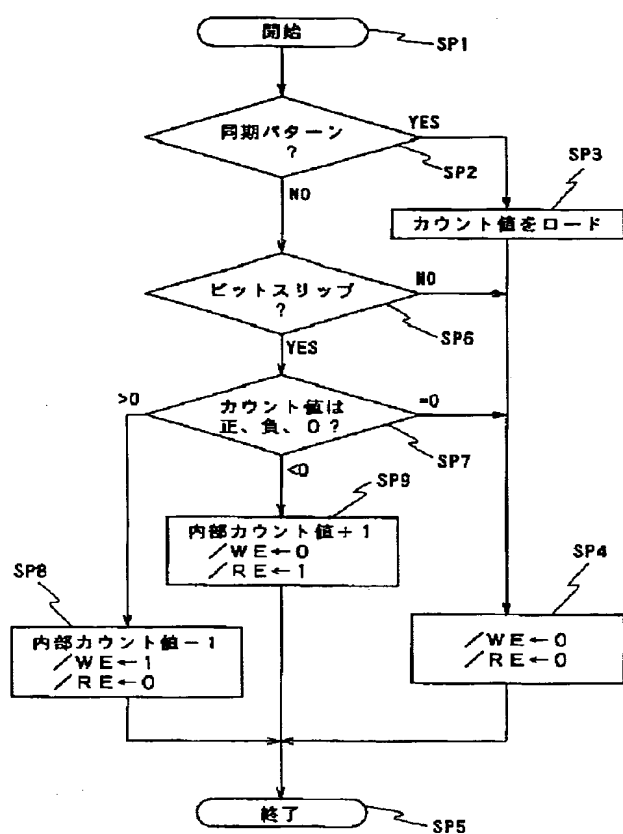 開始
SP1
同期パターン
?
YES
SP2
NO
SP3
カウント値をロード
ビットスリップ
?
NO
SP6
YES
>0
カウント値は
正、負、0?
=0
SP7
<0
SP9
内部カウント値+1
/WE←0
/RE←1
SP8
内部カウント値-1
/WE←1
/RE←0
SP4
/WE←0
/RE←0
終了
SP5